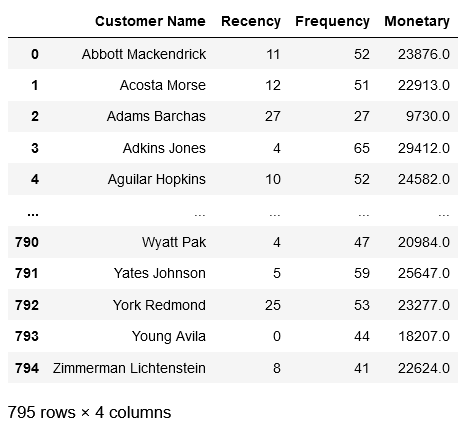 Customer Name Recency Frequency Monetary
0 Abbott Mackendrick 11 52 23876.0
1 Acosta Morse 12 51 22913.0
2 Adams Barchas 27 27 9730.0
3 Adkins Jones 4 65 29412.0
4 Aguilar Hopkins 10 52 24582.0
... ... ... ... ...
790 Wyatt Pak 4 47 20984.0
791 Yates Johnson 5 59 25647.0
792 York Redmond 25 53 23277.0
793 Young Avila 0 44 18207.0
794 Zimmerman Lichtenstein 8 41 22624.0
795 rows × 4 columns